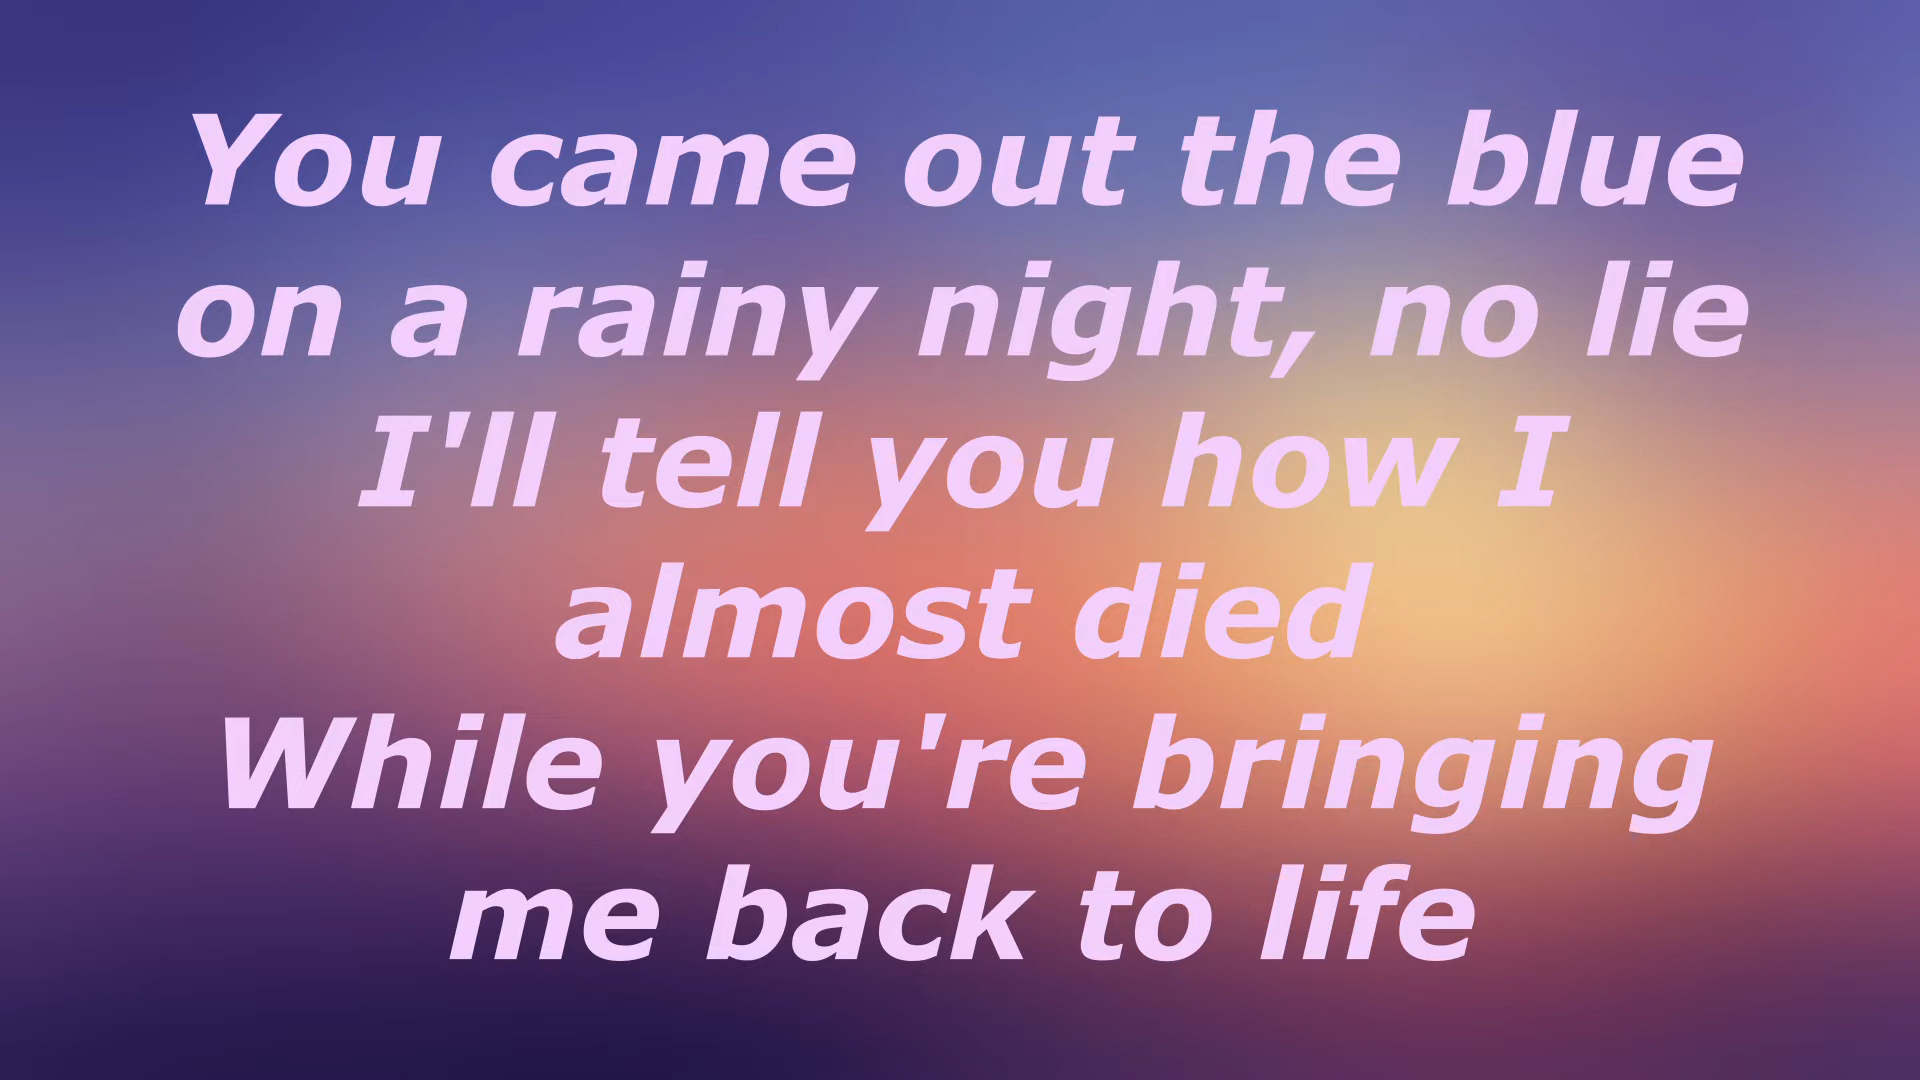 You came out the blue
on a rainy night, no lie
I'll tell you how I
almost died
While you're bringing
me back to life